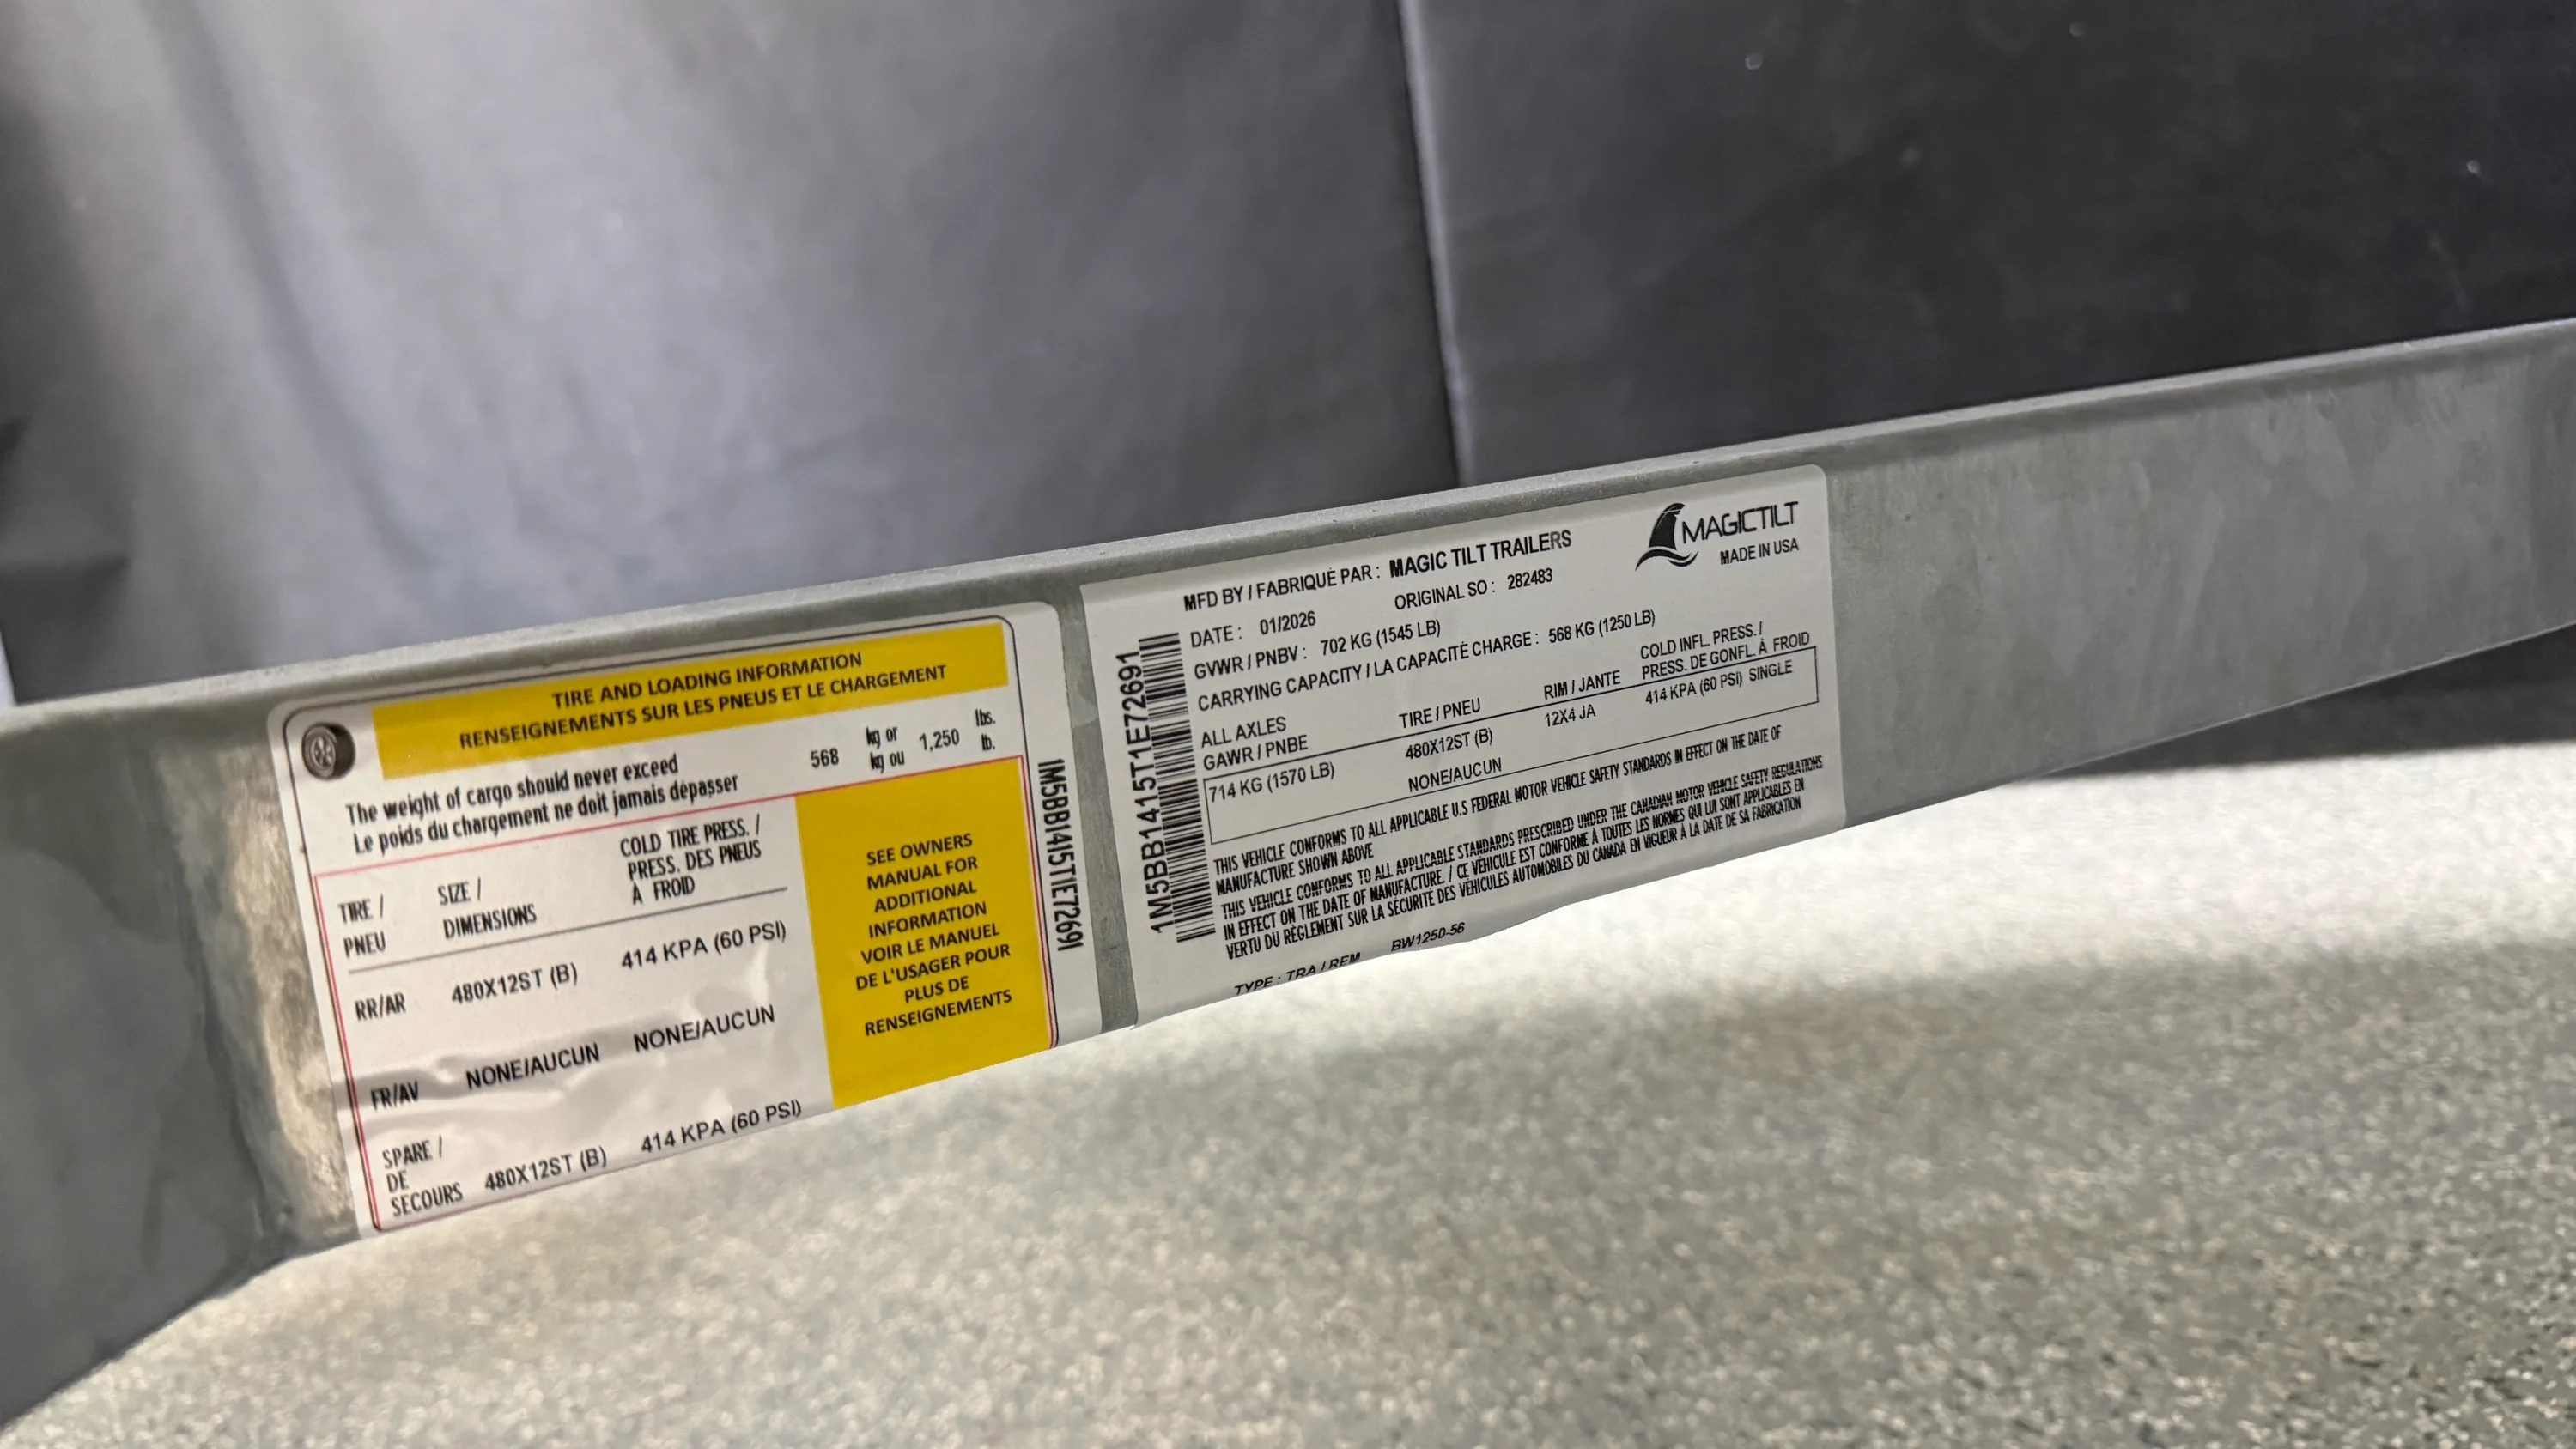 TIRE AND LOADING INFORMATION
RENSEIGNEMENTS SUR LES PNEUS ET LE CHARGEMENT
The weight of cargo should never exceed
Le poids du chargement ne doit jamais dépasser
568 kg or 1,250 lbs.
kg ou lb.
TIRE / SIZE / COLD TIRE PRESS. /
PNEU DIMENSIONS PRESS. DES PNEUS
À FROID
RR/AR 480X12ST (B) 414 KPA (60 PSI)
FR/AV NONE/AUCUN NONE/AUCUN
SPARE /
DE
SECOURS 480X12ST (B) 414 KPA (60 PSI)
SEE OWNERS
MANUAL FOR
ADDITIONAL
INFORMATION
VOIR LE MANUEL
DE L'USAGER POUR
PLUS DE
RENSEIGNEMENTS
1M5BB1415T1E72691
1M5BB1415T1E72691
MFD BY / FABRIQUÉ PAR : MAGIC TILT TRAILERS
DATE : 01/2026 ORIGINAL SO : 282483
GVWR / PNBV : 702 KG (1545 LB)
CARRYING CAPACITY / LA CAPACITÉ CHARGE : 568 KG (1250 LB)
MAGICTILT
MADE IN USA
ALL AXLES COLD INFL. PRESS. /
GAWR / PNBE TIRE / PNEU RIM / JANTE PRESS. DE GONFL. À FROID
714 KG (1570 LB) 480X12ST (B) 12X4 JA 414 KPA (60 PSI) SINGLE
NONE/AUCUN
THIS VEHICLE CONFORMS TO ALL APPLICABLE U.S FEDERAL MOTOR VEHICLE SAFETY STANDARDS IN EFFECT ON THE DATE OF
MANUFACTURE SHOWN ABOVE
THIS VEHICLE CONFORMS TO ALL APPLICABLE STANDARDS PRESCRIBED UNDER THE CANADIAN MOTOR VEHICLE SAFETY REGULATIONS
IN EFFECT ON THE DATE OF MANUFACTURE. / CE VÉHICULE EST CONFORME À TOUTES LES NORMES QUI LUI SONT APPLICABLES EN
VERTU DU RÈGLEMENT SUR LA SÉCURITÉ DES VÉHICULES AUTOMOBILES DU CANADA EN VIGUEUR À LA DATE DE SA FABRICATION
TYPE : TRA / REM BW1250-56